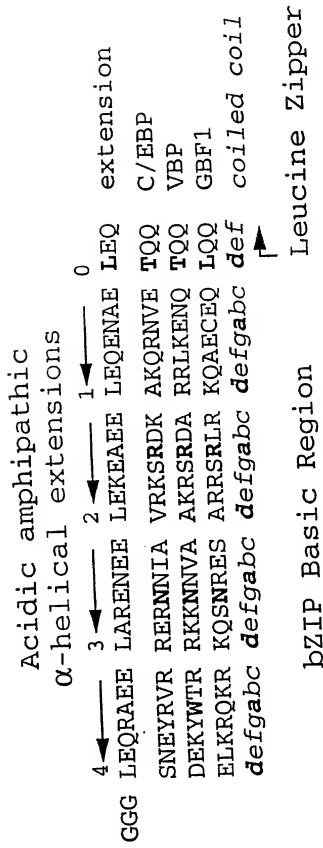 Acidic amphipathic
α-helical extensions
4 3 2 1 0
GGG LEQRAEE LARENEE LEKEAEE LEQENAE LEQ extension
SNEYRVR RERNNIA VRKSRDK AKQRNVE TQQ C/EBP
DEKYWTR RKKNNVA AKRSRDA RRLKENQ TQQ VBP
ELKRQKR KQSNRES ARRSRLR KQAECEQ LQQ GBF1
defgabc defgabc defgabc defgabc def coiled coil
bZIP Basic Region Leucine Zipper